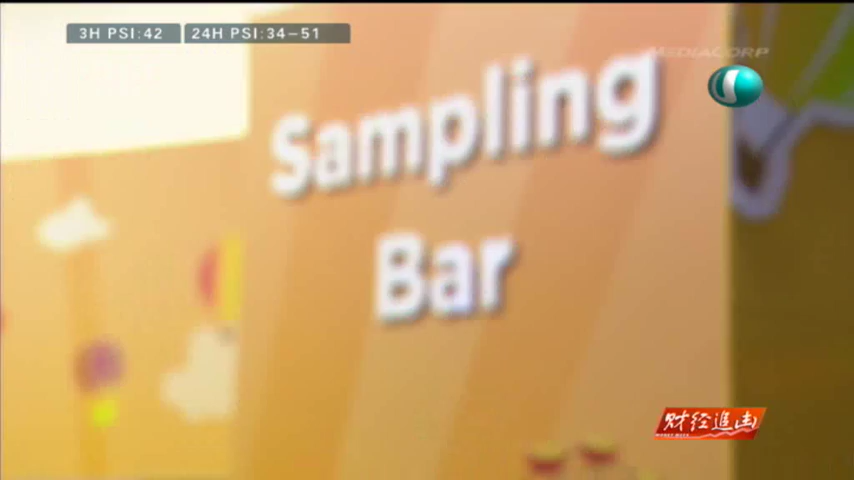 3H PSI:42 24H PSI:34-51
MEDIACORP
Sampling
Bar
财经追击